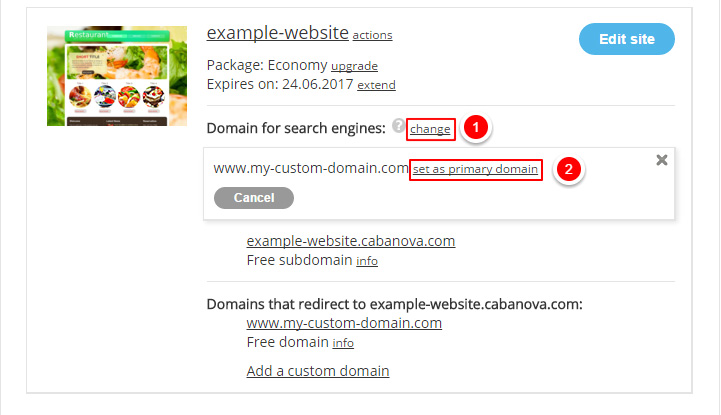 Restaurant
example-website actions
Edit site
Package: Economy upgrade
Expires on: 24.06.2017 extend
Domain for search engines: ? change 1
www.my-custom-domain.com set as primary domain 2
Cancel
example-website.cabanova.com
Free subdomain info
Domains that redirect to example-website.cabanova.com:
www.my-custom-domain.com
Free domain info
Add a custom domain